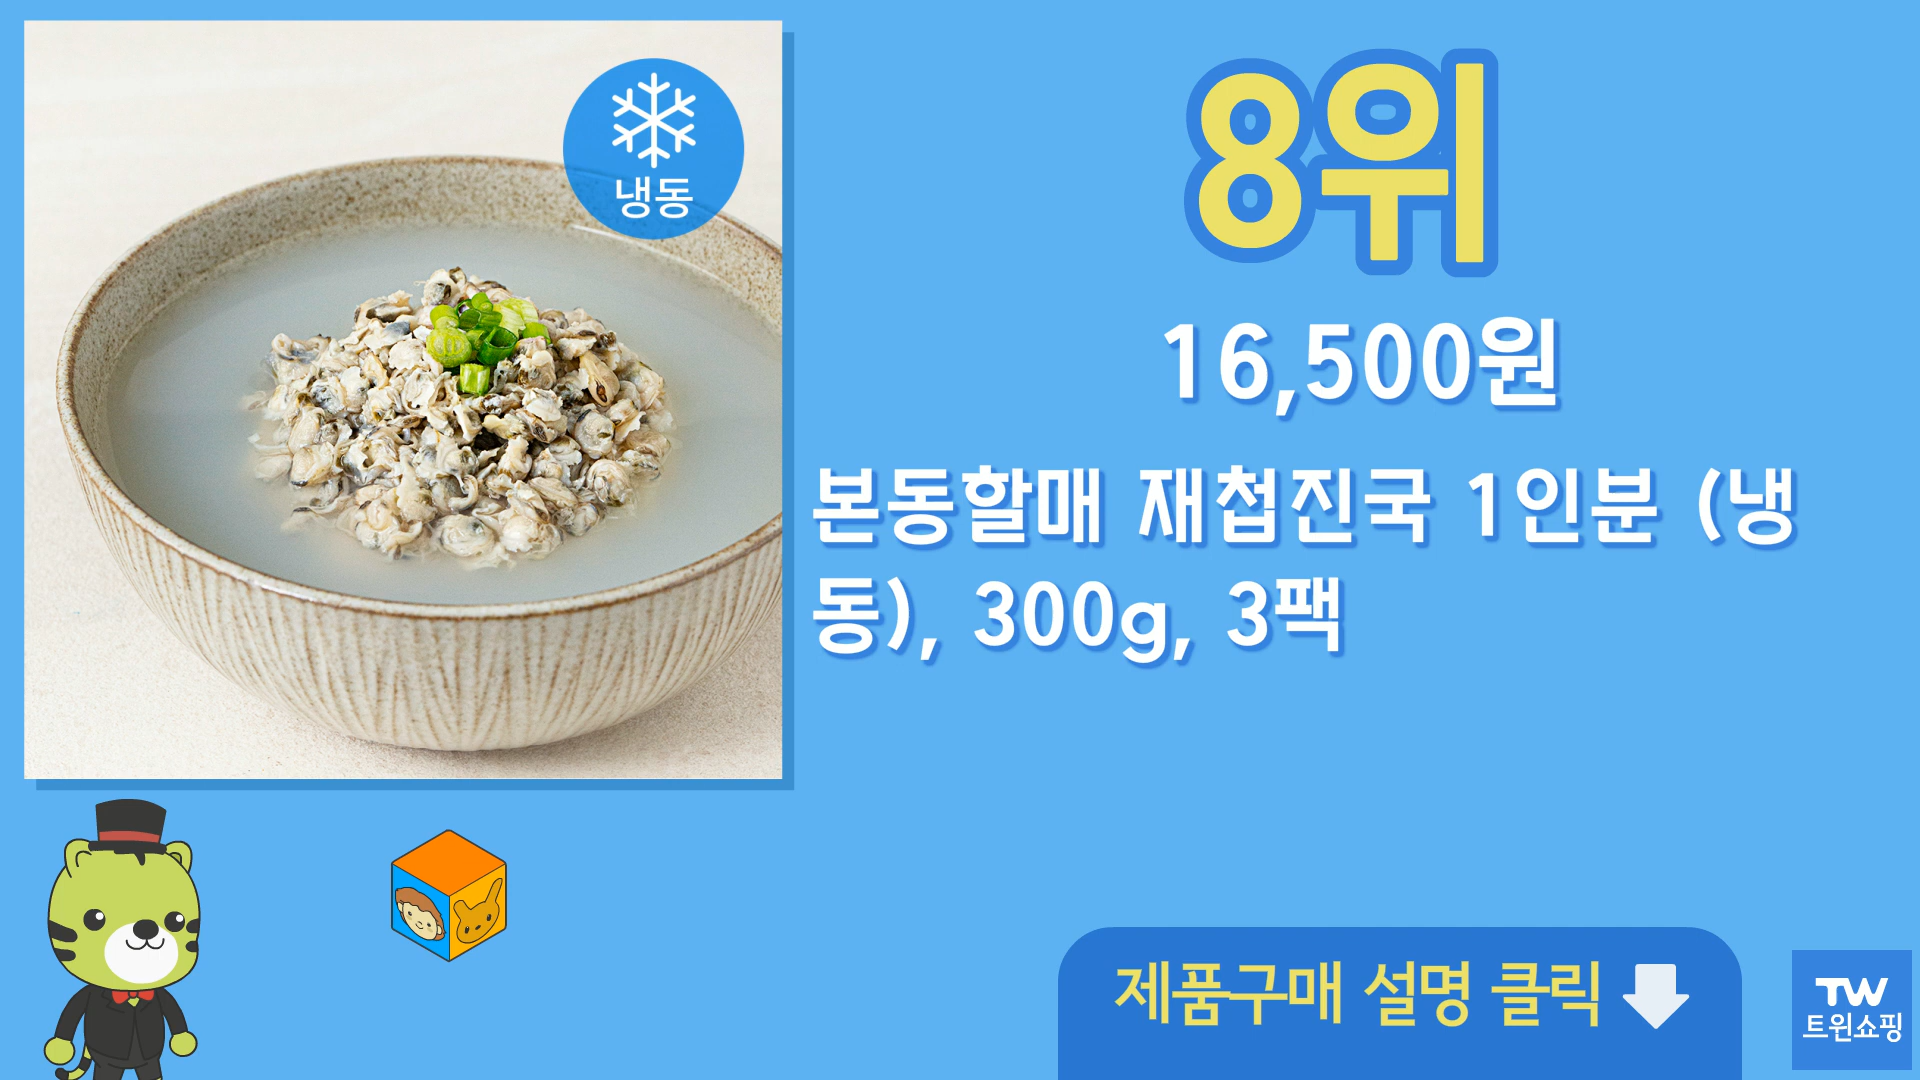 냉동
8위
16,500원
본동할매 재첩진국 1인분 (냉
동), 300g, 3팩
제품구매 설명 클릭
TW
트윈쇼핑